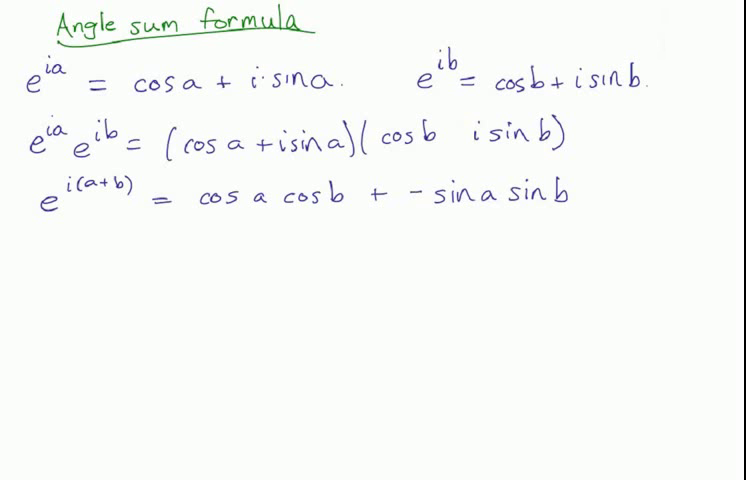 Angle sum formula
e^{ia} = cos a + i·sin a. e^{ib} = cos b + i sin b.
e^{ia} e^{ib} = (cos a + i sin a)(cos b i sin b)
e^{i(a+b)} = cos a cos b + - sin a sin b